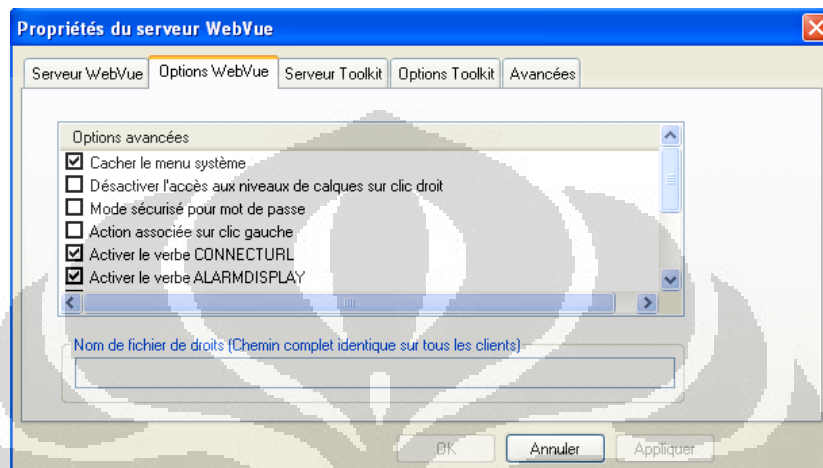 Propriétés du serveur WebVue
Serveur WebVue Options WebVue Serveur Toolkit Options Toolkit Avancées
Options avancées
Cacher le menu système
Désactiver l'accès aux niveaux de calques sur clic droit
Mode sécurisé pour mot de passe
Action associée sur clic gauche
Activer le verbe CONNECTURL
Activer le verbe ALARMDISPLAY
Nom de fichier de droits (Chemin complet identique sur tous les clients)
OK Annuler Appliquer